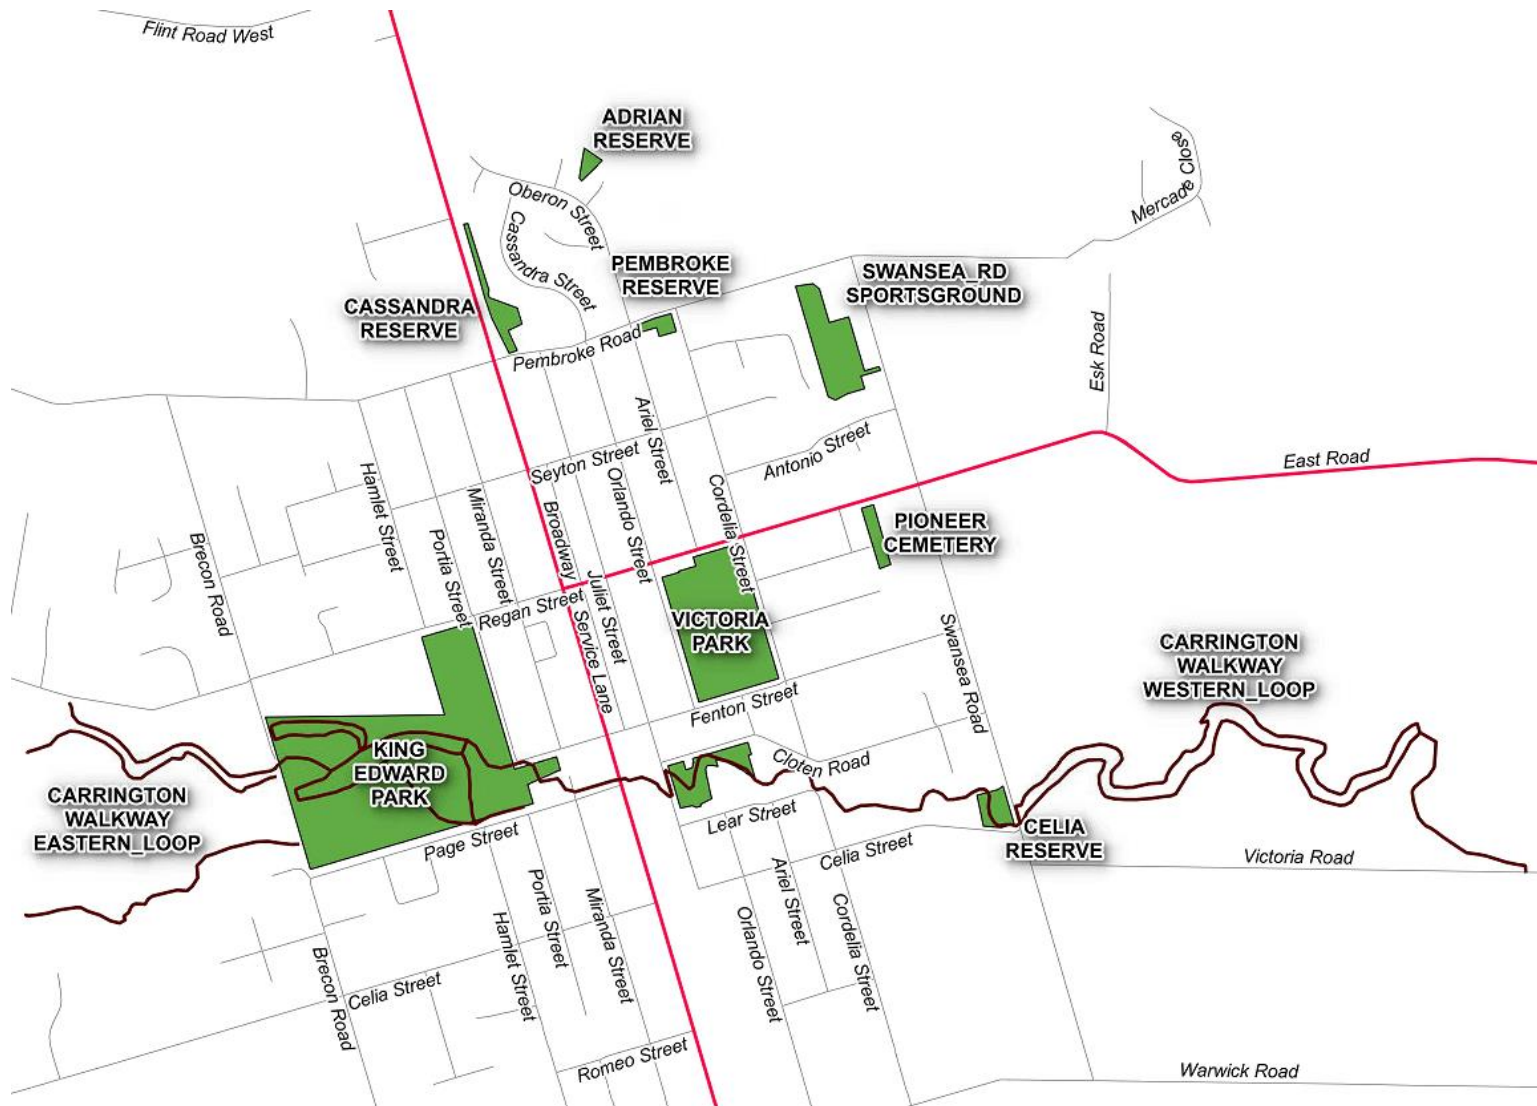 Flint Road West
ADRIAN
RESERVE
Mercade Close
Oberon Street
Cassandra Street
PEMBROKE
RESERVE
SWANSEA_RD
SPORTSGROUND
CASSANDRA
RESERVE
Pembroke Road
Esk Road
Ariel Street
Seyton Street
Antonio Street
East Road
Hamlet Street
Miranda Street
Orlando Street
Cordelia Street
Broadway
Portia Street
Brecon Road
PIONEER
CEMETERY
Juliet Street
Regan Street
Service Lane
VICTORIA
PARK
Swansea Road
CARRINGTON
WALKWAY
WESTERN_LOOP
Fenton Street
KING
EDWARD
PARK
Cloten Road
CARRINGTON
WALKWAY
EASTERN_LOOP
Lear Street
Page Street
Celia Street
CELIA
RESERVE
Victoria Road
Ariel Street
Portia Street
Miranda Street
Cordelia Street
Orlando Street
Hamlet Street
Brecon Road
Celia Street
Romeo Street
Warwick Road